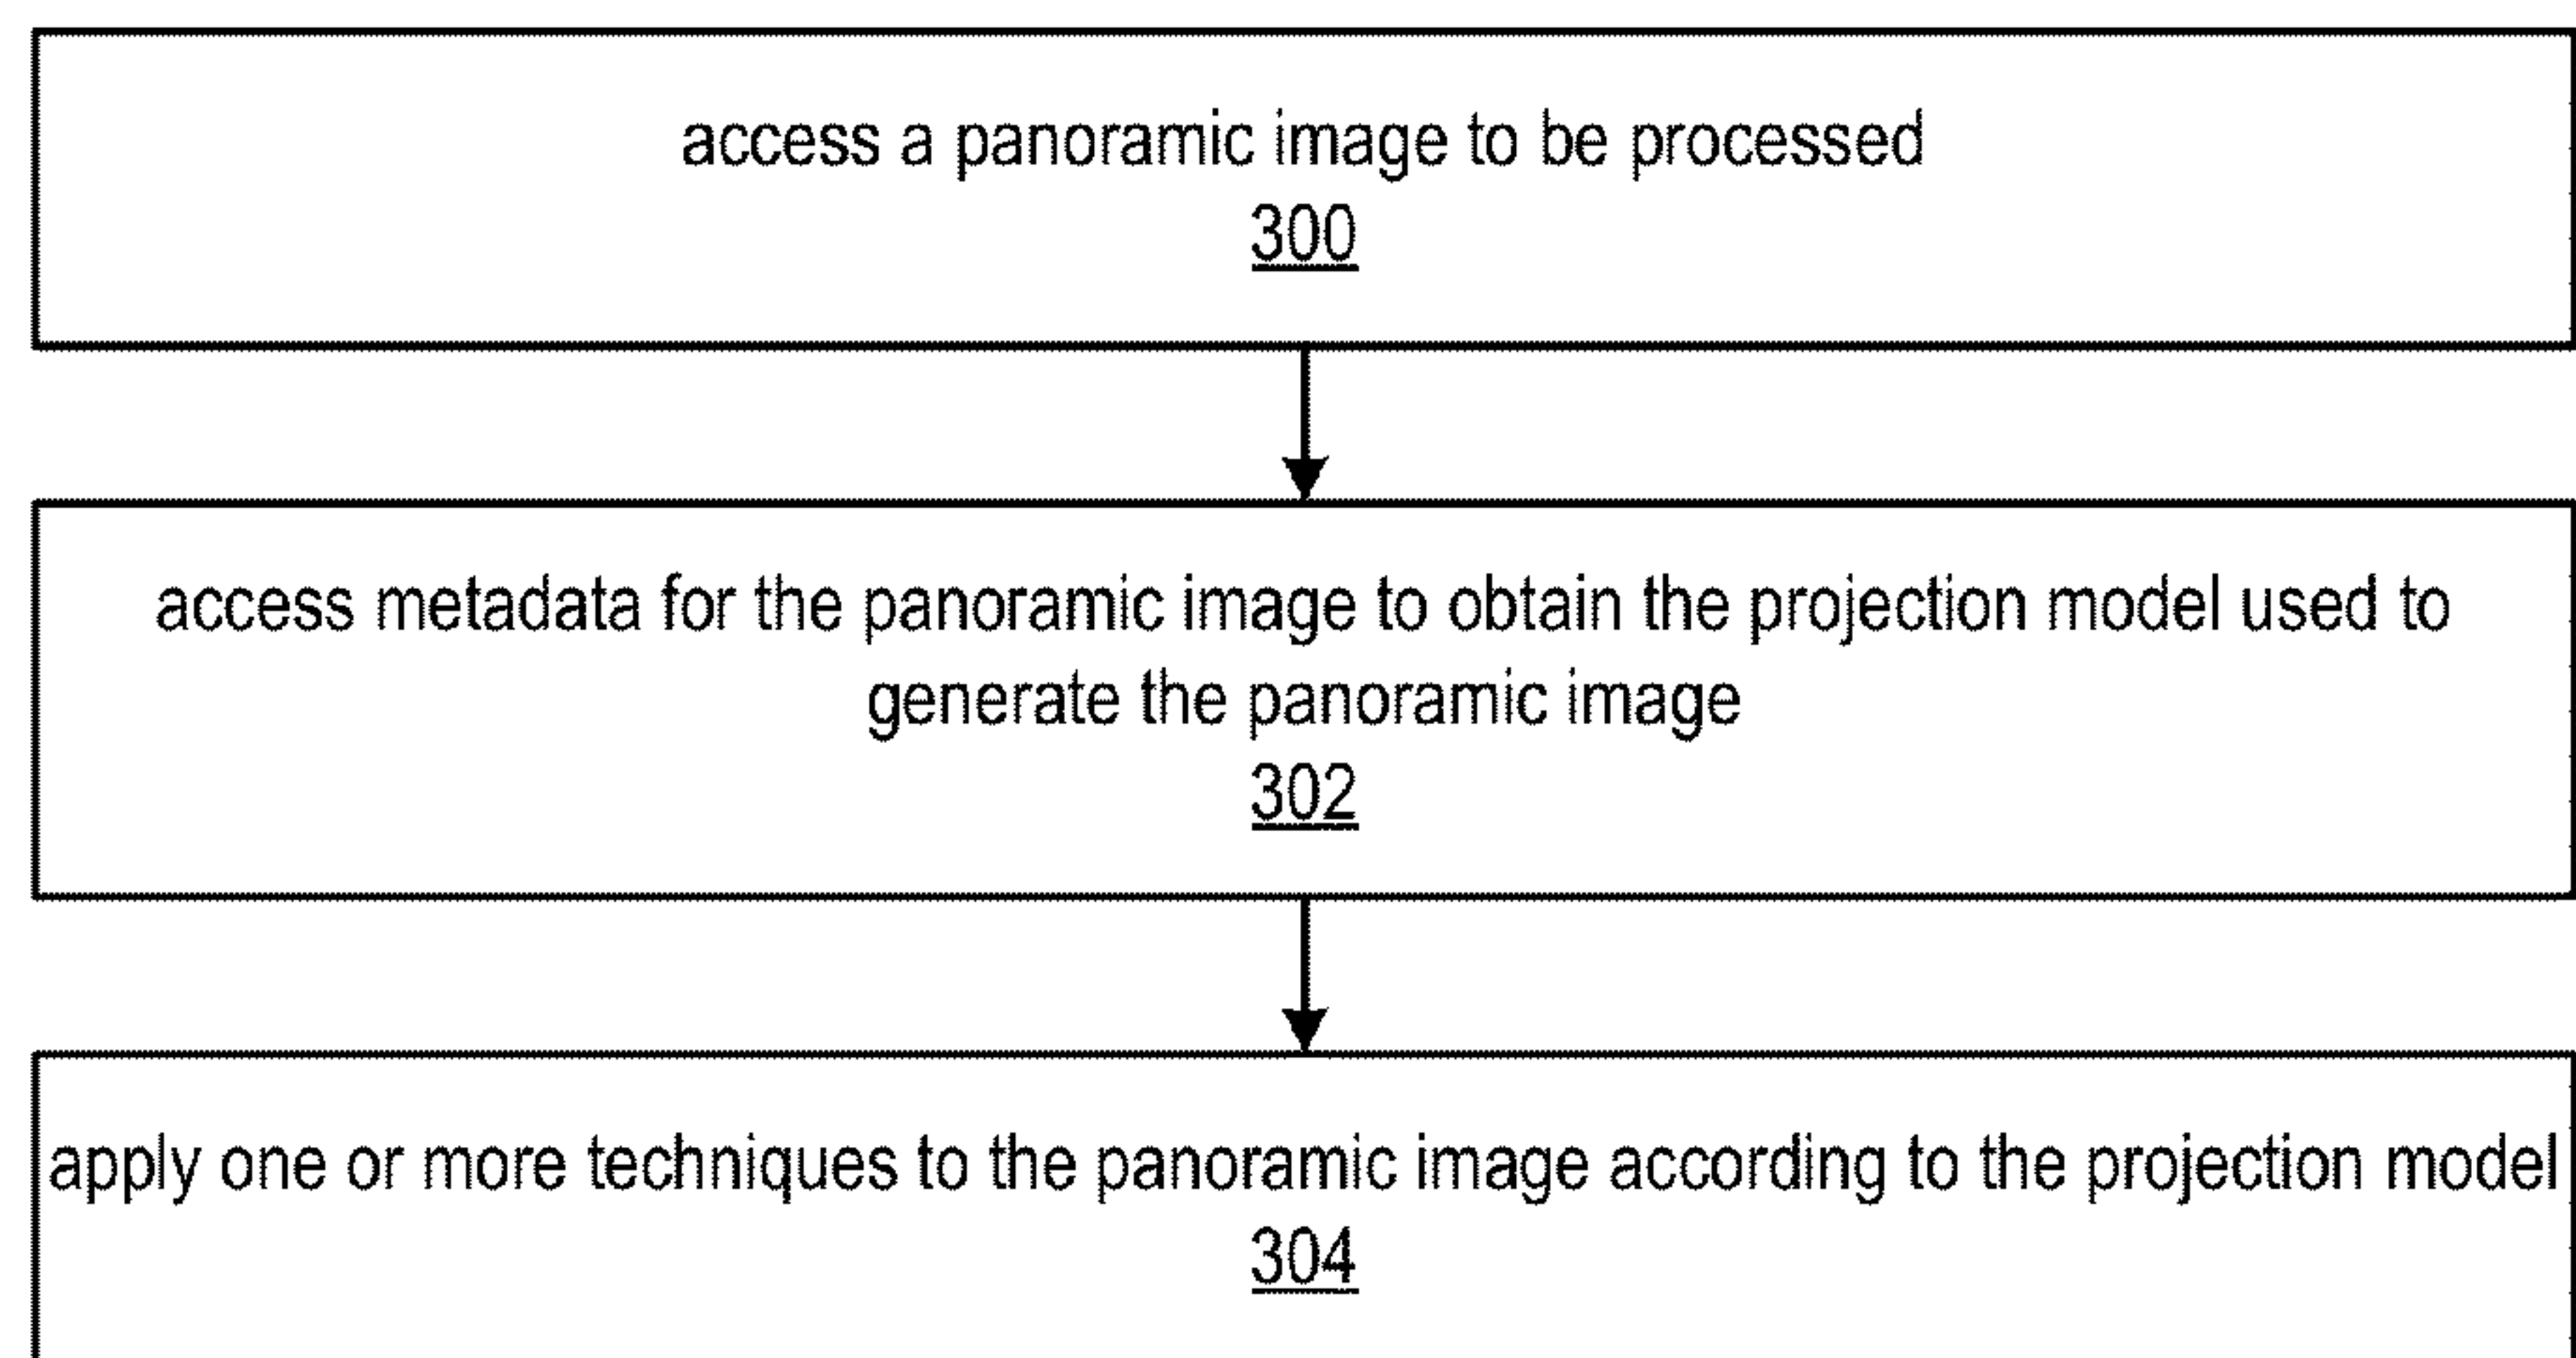 access a panoramic image to be processed
300
access metadata for the panoramic image to obtain the projection model used to
generate the panoramic image
302
apply one or more techniques to the panoramic image according to the projection model
304